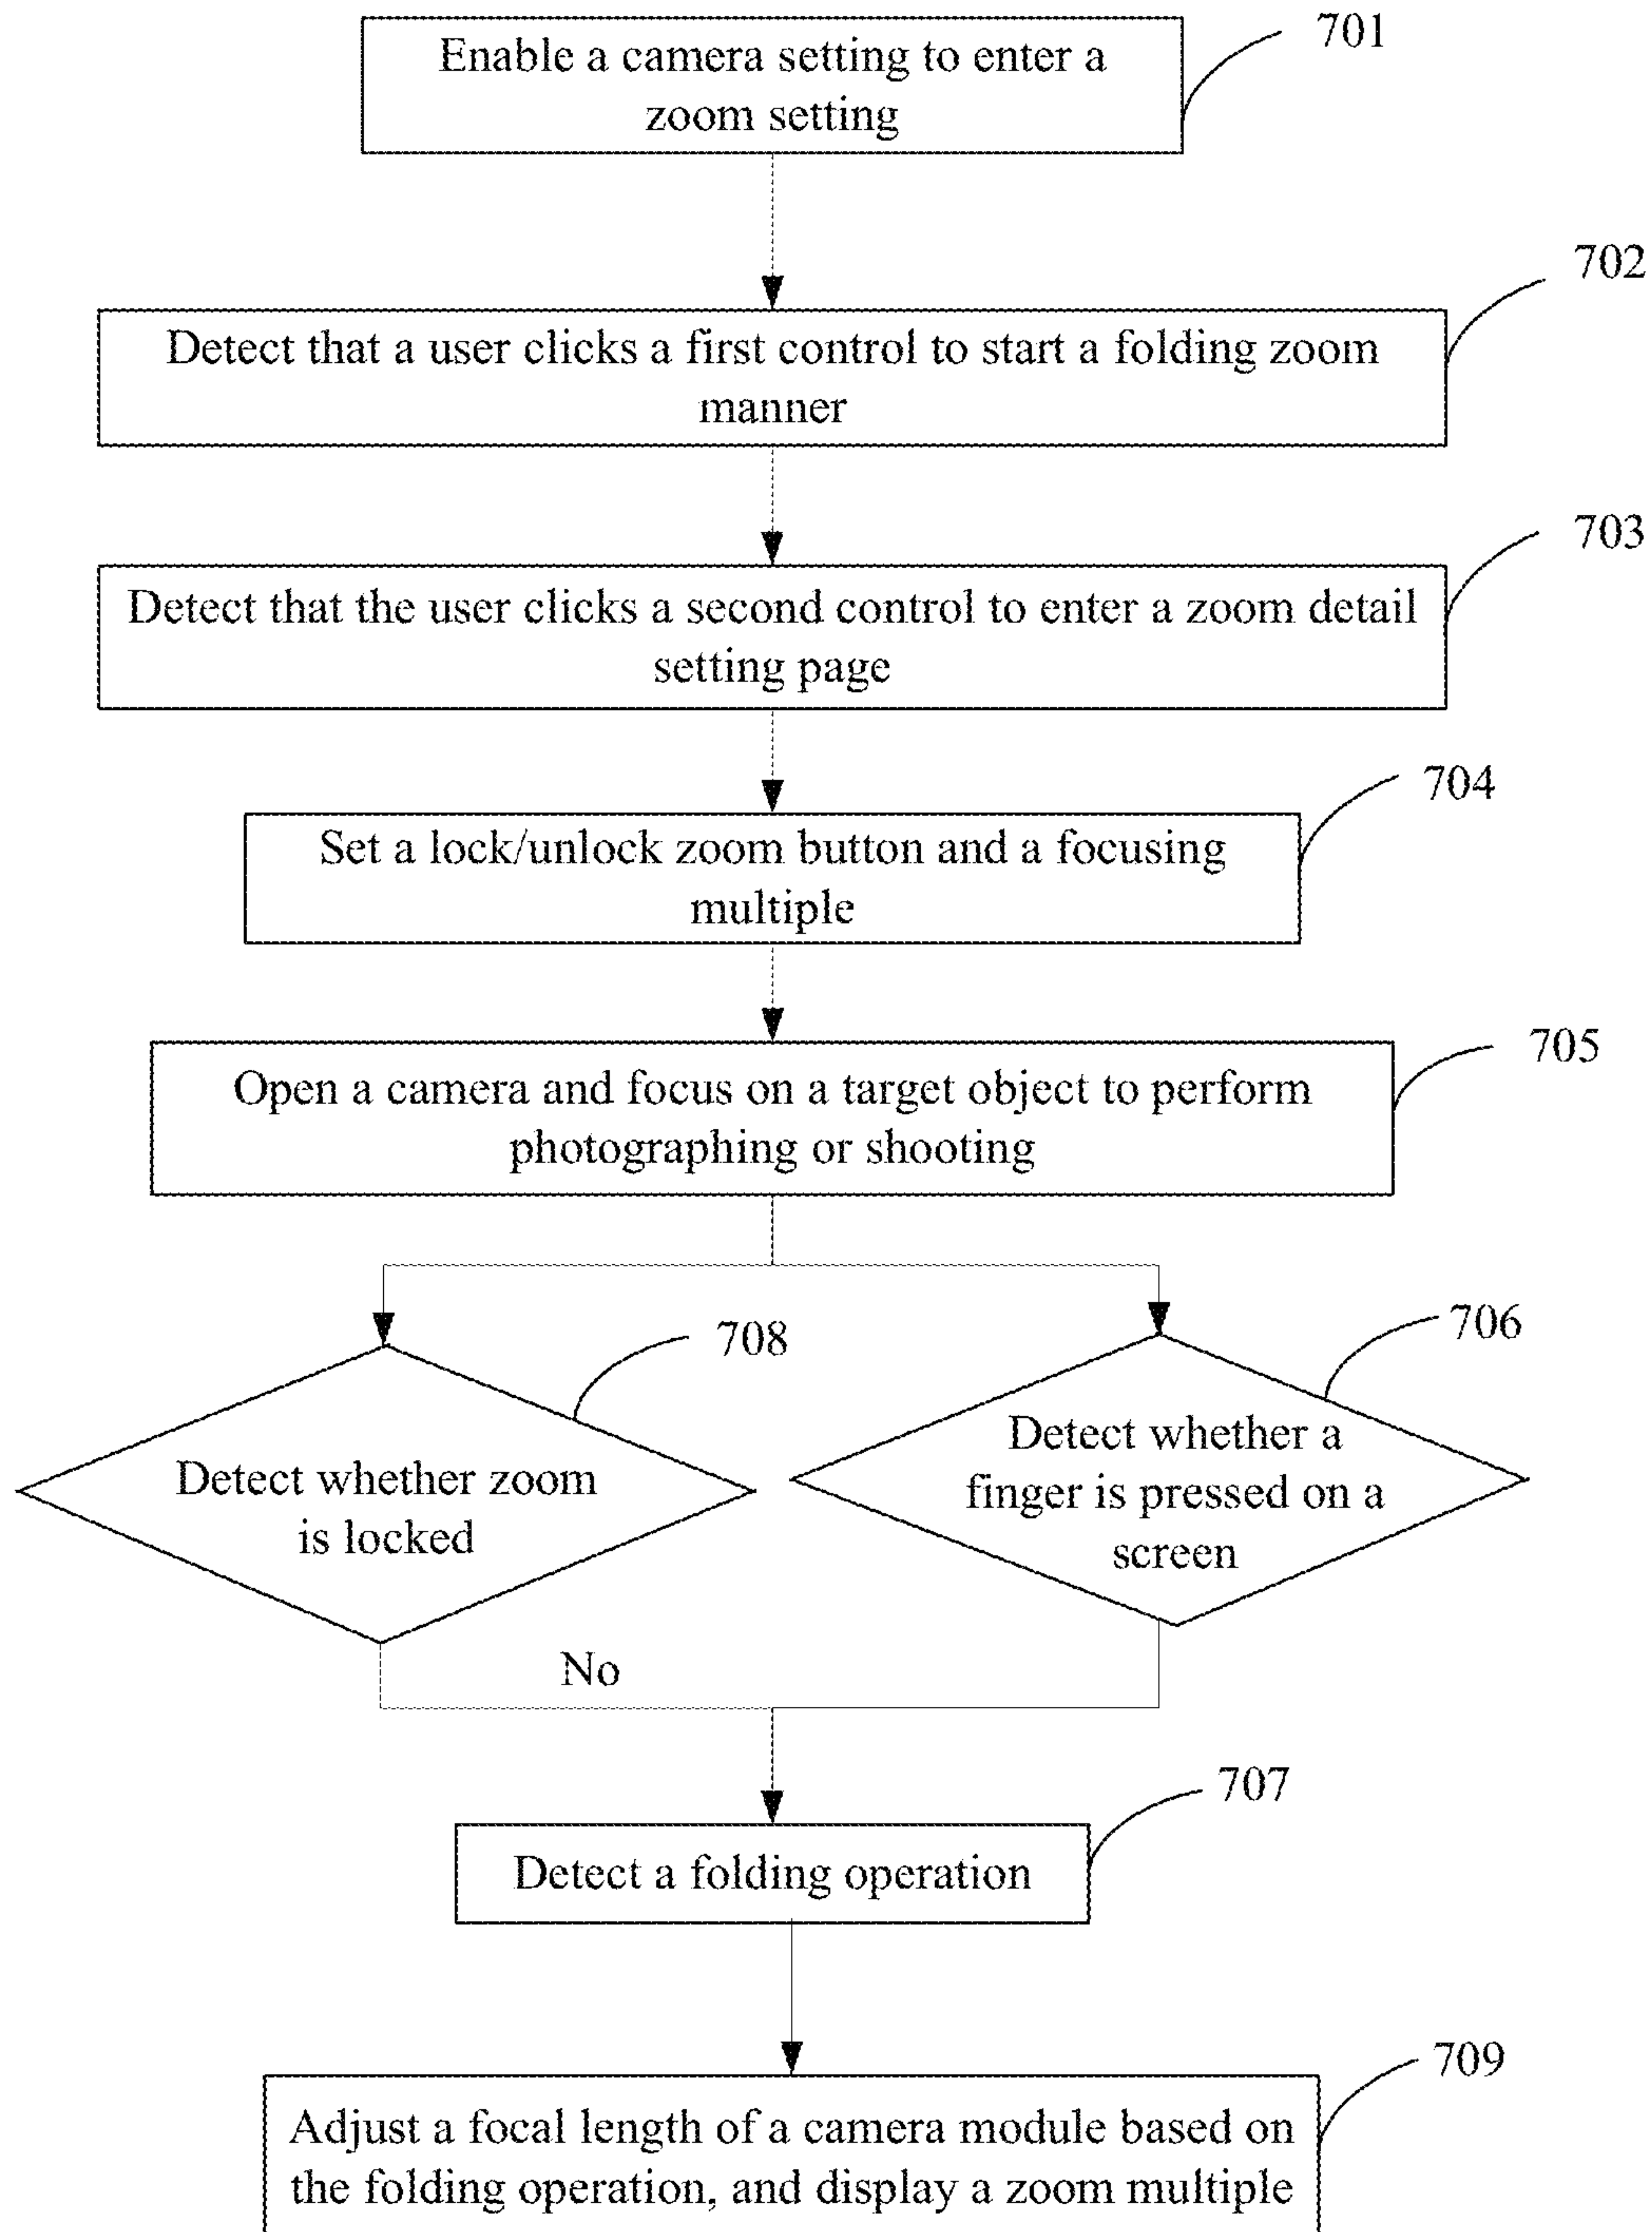 701
Enable a camera setting to enter a
zoom setting
702
Detect that a user clicks a first control to start a folding zoom
manner
703
Detect that the user clicks a second control to enter a zoom detail
setting page
704
Set a lock/unlock zoom button and a focusing
multiple
705
Open a camera and focus on a target object to perform
photographing or shooting
708
Detect whether zoom
is locked
706
Detect whether a
finger is pressed on a
screen
No
707
Detect a folding operation
709
Adjust a focal length of a camera module based on
the folding operation, and display a zoom multiple